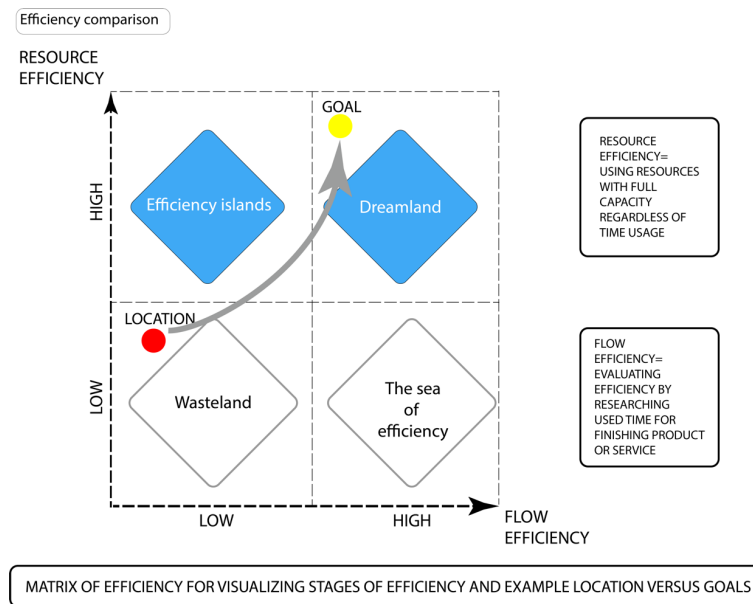 Efficiency comparison
RESOURCE
EFFICIENCY
GOAL
HIGH
Efficiency islands
Dreamland
LOCATION
LOW
Wasteland
The sea
of
efficiency
LOW
HIGH
FLOW
EFFICIENCY
RESOURCE
EFFICIENCY=
USING RESOURCES
WITH FULL
CAPACITY
REGARDLESS OF
TIME USAGE
FLOW
EFFICIENCY=
EVALUATING
EFFICIENCY BY
RESEARCHING
USED TIME FOR
FINISHING PRODUCT
OR SERVICE
MATRIX OF EFFICIENCY FOR VISUALIZING STAGES OF EFFICIENCY AND EXAMPLE LOCATION VERSUS GOALS